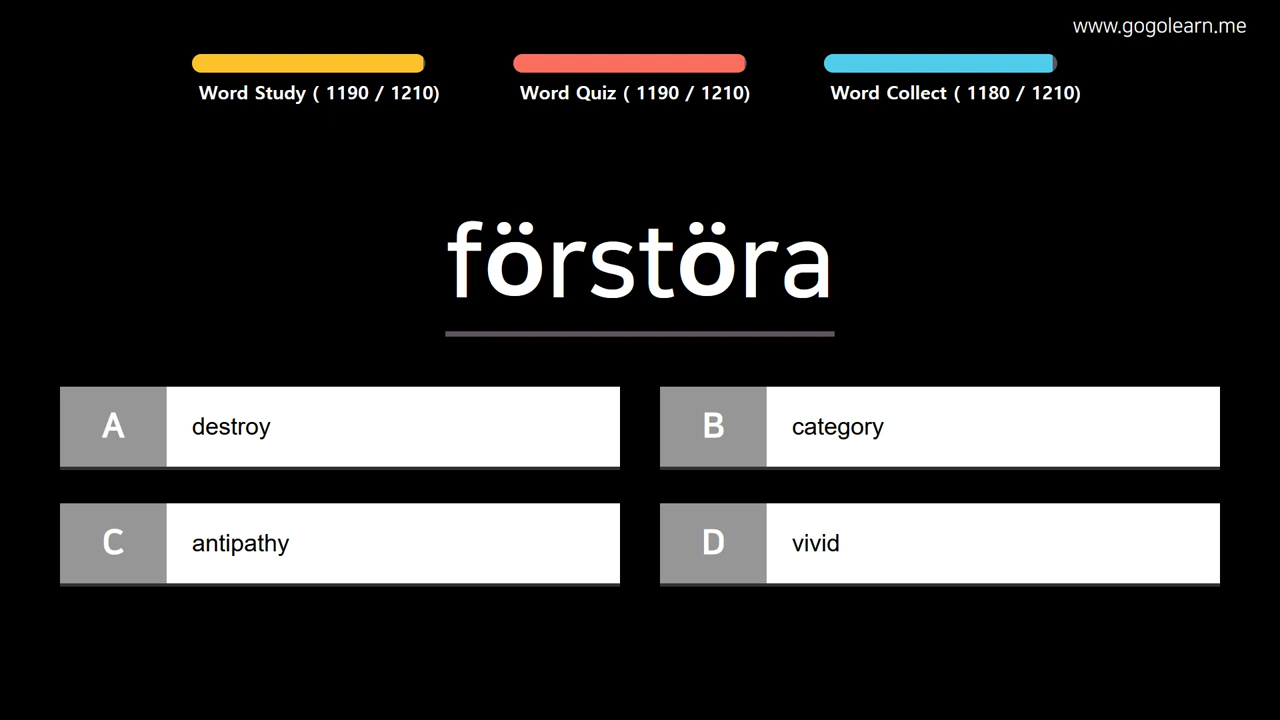 www.gogolearn.me
Word Study ( 1190 / 1210)
Word Quiz ( 1190 / 1210)
Word Collect ( 1180 / 1210)
förstöra
A destroy
B category
C antipathy
D vivid